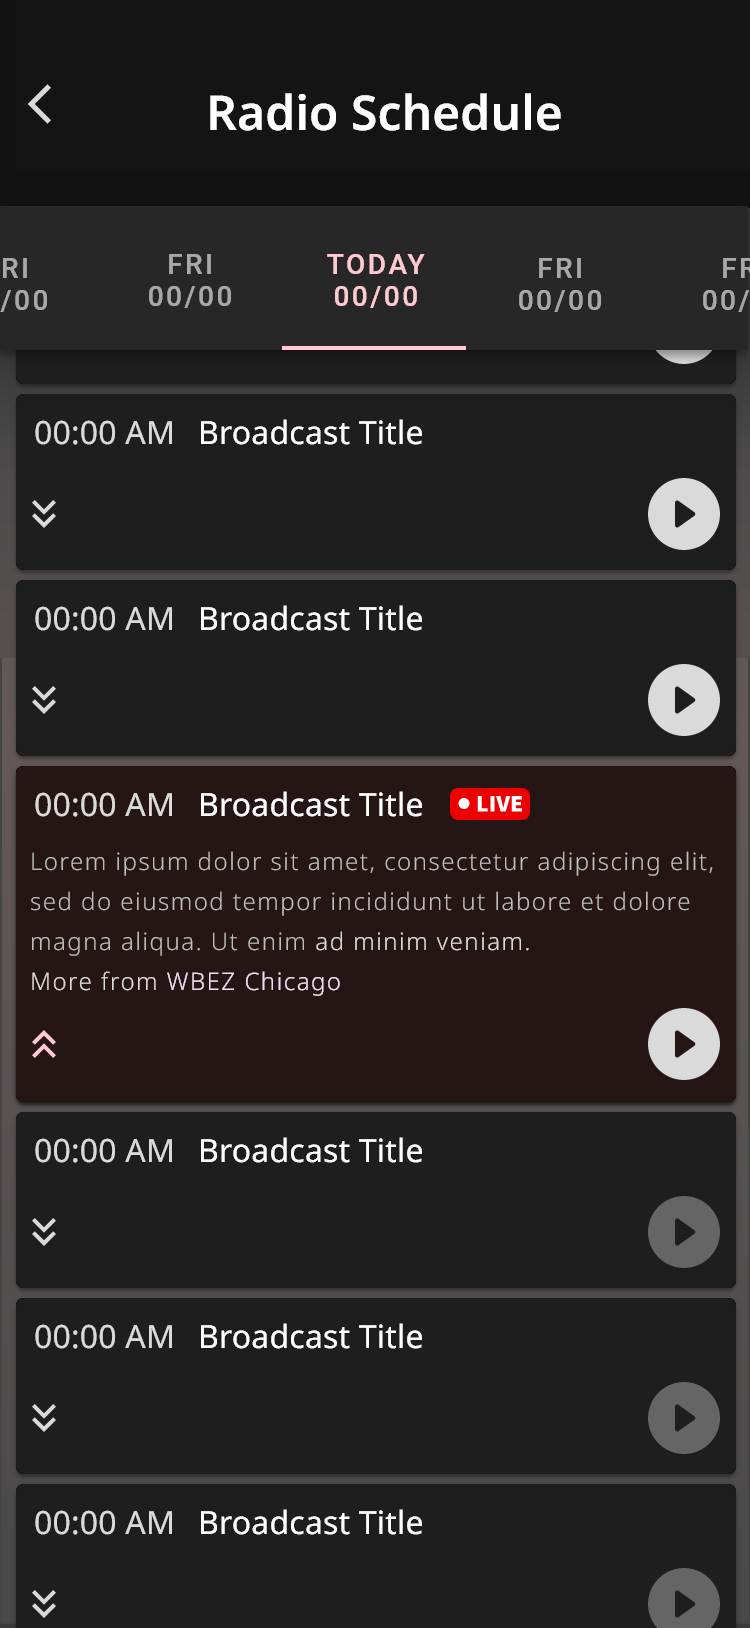 Radio Schedule
RI
/00
FRI
00/00
TODAY
00/00
FRI
00/00
FR
00/
00:00 AM Broadcast Title
00:00 AM Broadcast Title
00:00 AM Broadcast Title LIVE
Lorem ipsum dolor sit amet, consectetur adipiscing elit,
sed do eiusmod tempor incididunt ut labore et dolore
magna aliqua. Ut enim ad minim veniam.
More from WBEZ Chicago
00:00 AM Broadcast Title
00:00 AM Broadcast Title
00:00 AM Broadcast Title